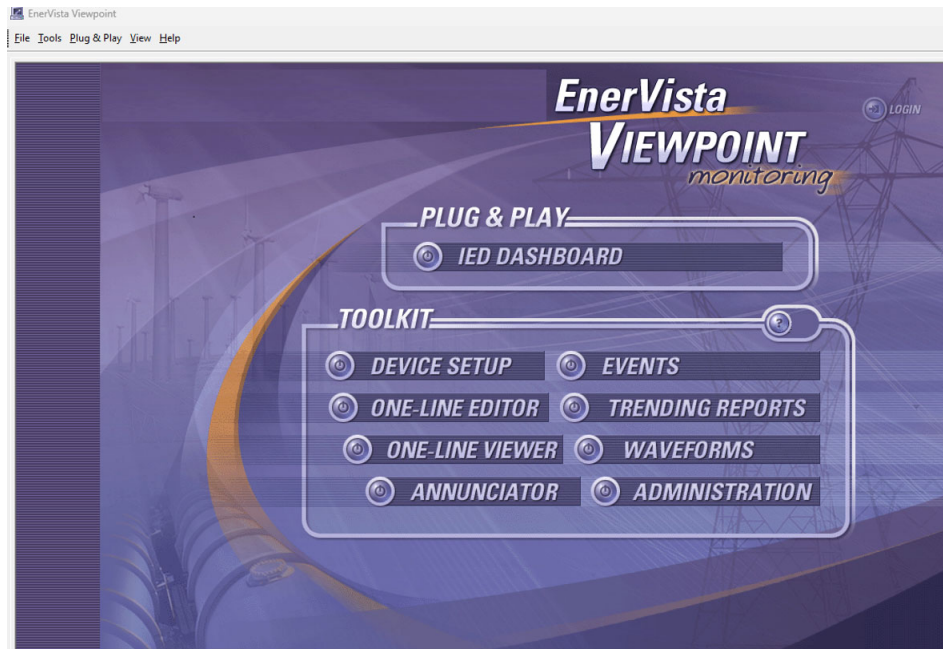 EnerVista Viewpoint
File Tools Plug & Play View Help
EnerVista
VIEWPOINT
monitoring
LOGIN
PLUG & PLAY
IED DASHBOARD
TOOLKIT
?
DEVICE SETUP
EVENTS
ONE-LINE EDITOR
TRENDING REPORTS
ONE-LINE VIEWER
WAVEFORMS
ANNUNCIATOR
ADMINISTRATION